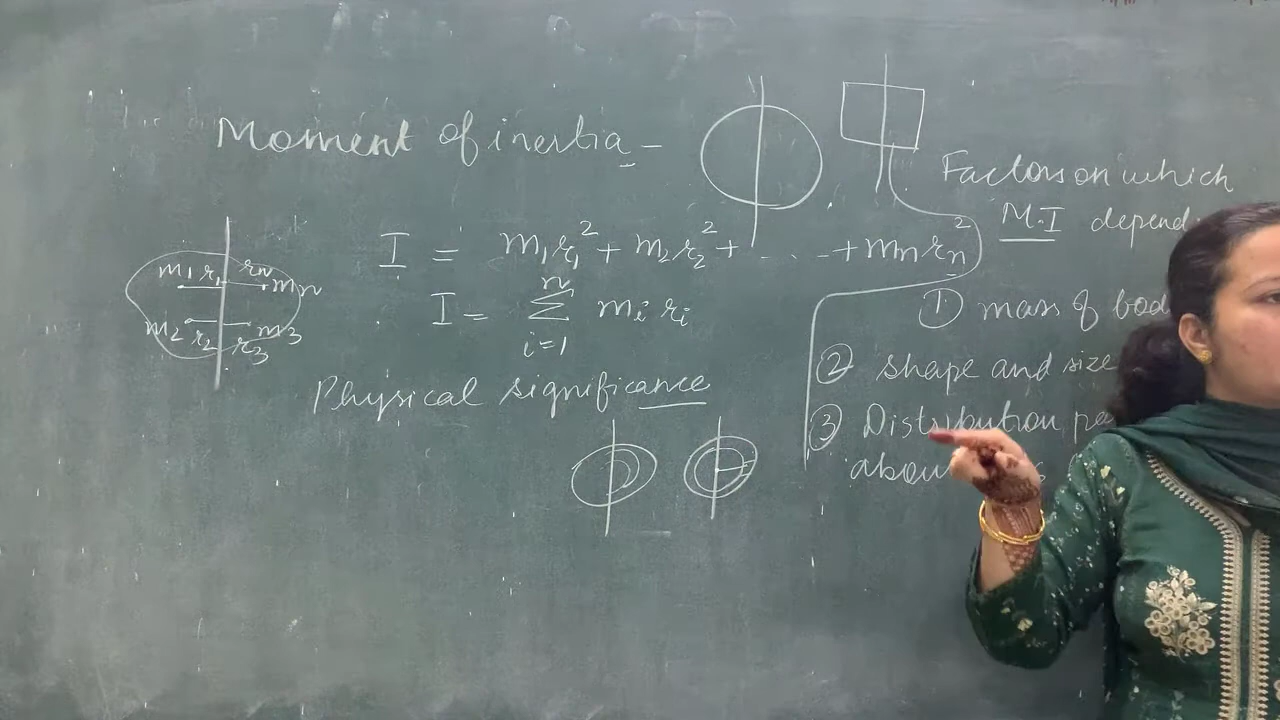 Moment of inertia -
I = m₁r₁² + m₂r₂² + ..... + mₙrₙ²
n
I = Σ mᵢ rᵢ
i=1
m₁ r₁ rₙ mₙ
m₂ r₂ r₃ m₃
Physical significance
Factors on which
M.I depend
① mass of bod
② shape and size
③ Distribution
abou